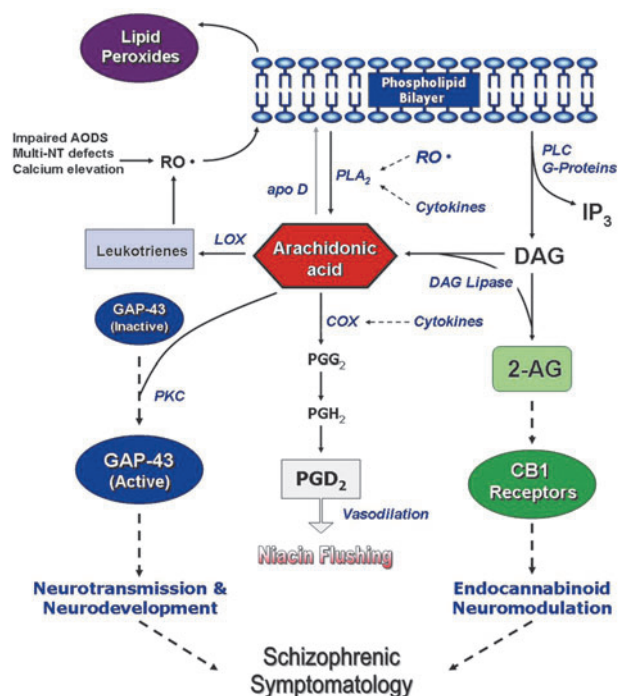 Lipid
Peroxides
Phospholipid
Bilayer
Impaired AODS
Multi-NT defects
Calcium elevation
RO •
apo D
PLA₂
RO •
Cytokines
PLC
G-Proteins
IP₃
Leukotrienes
LOX
Arachidonic
acid
DAG
DAG Lipase
GAP-43
(Inactive)
COX
Cytokines
PGG₂
2-AG
PKC
PGH₂
GAP-43
(Active)
PGD₂
CB1
Receptors
Vasodilation
Niacin Flushing
Neurotransmission &
Neurodevelopment
Endocannabinoid
Neuromodulation
Schizophrenic
Symptomatology